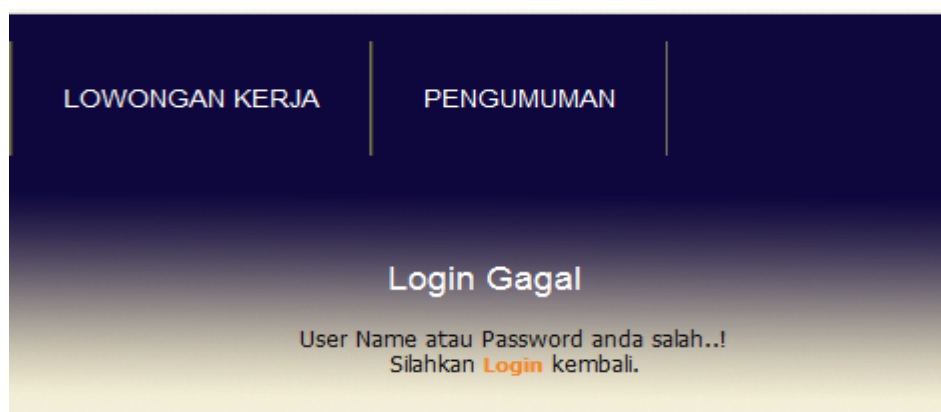 LOWONGAN KERJA
PENGUMUMAN
Login Gagal
User Name atau Password anda salah..!
Silahkan Login kembali.